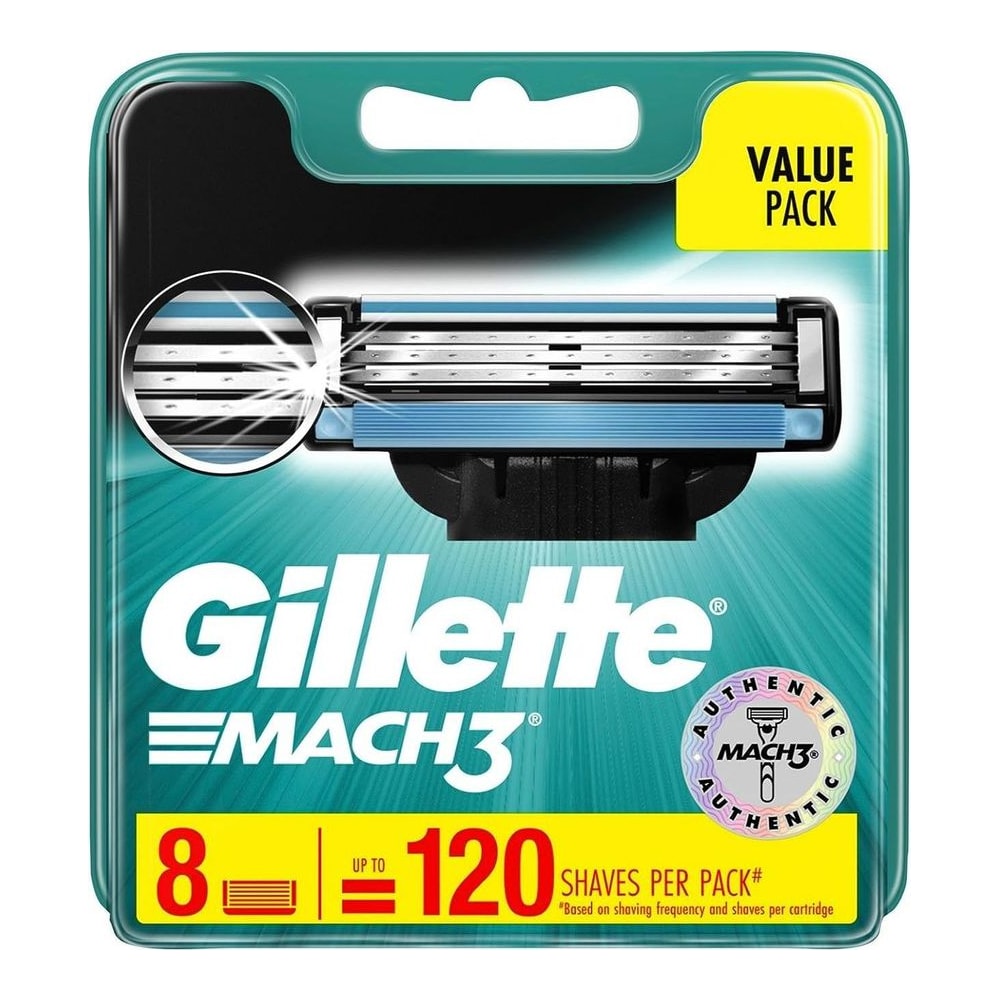 VALUE
PACK
Gillette®
MACH3®
AUTHENTIC
MACH3®
AUTHENTIC
8
UP TO
= 120 SHAVES PER PACK#
#Based on shaving frequency and shaves per cartridge